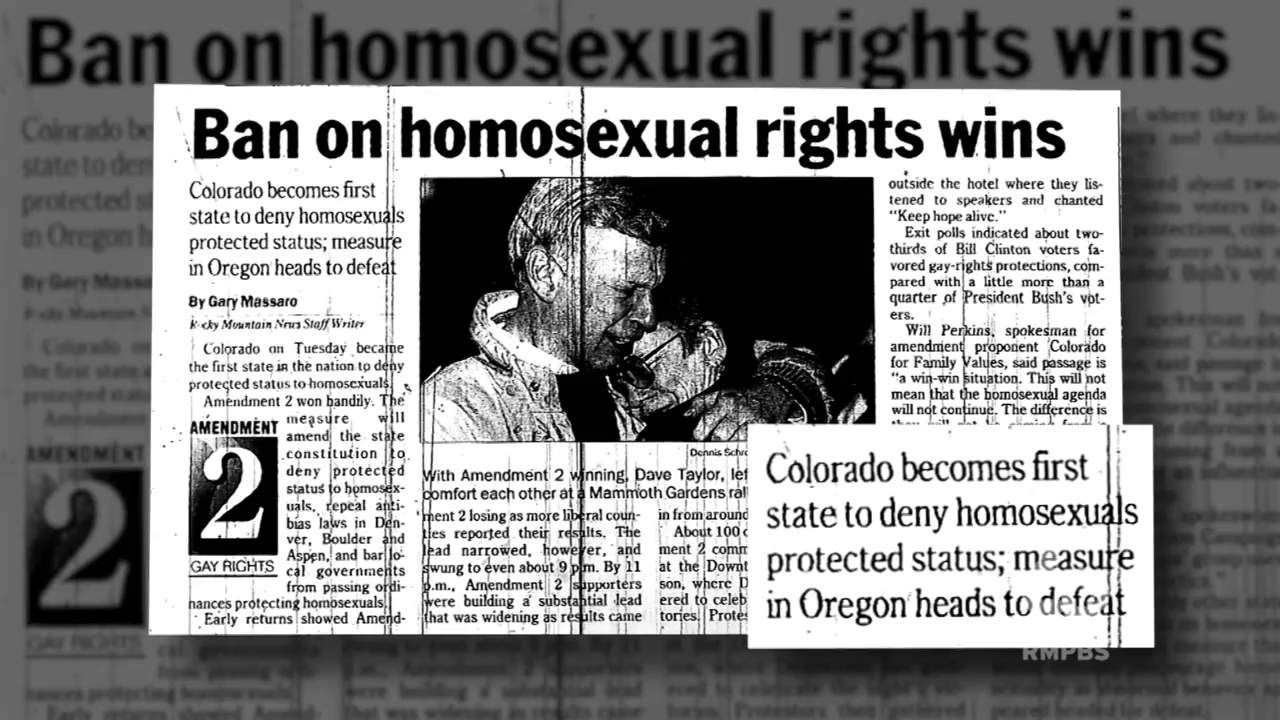 Ban on homosexual rights wins
Ban on homosexual rights wins
Colorado becomes first
state to deny homosexuals
protected status; measure
in Oregon heads to defeat
By Gary Massaro
Rocky Mountain News Staff Writer
Colorado on Tuesday became
the first state in the nation to deny
protected status to homosexuals.
Amendment 2 won handily. The
AMENDMENT
2
GAY RIGHTS
measure will
amend the state
constitution to
deny protected
status to homosex-
uals, repeal anti-
bias laws in Den-
ver, Boulder and
Aspen, and bar lo-
cal governments
from passing ordi-
nances protecting homosexuals.
Early returns showed Amend-
Dennis Schro
With Amendment 2 winning, Dave Taylor, lef
comfort each other at a Mammoth Gardens ral
ment 2 losing as more liberal coun-
ties reported their results. The
lead narrowed, however, and
swung to even about 9 p.m. By 11
p.m., Amendment 2 supporters
were building a substantial lead
that was widening as results came
in from around
About 100 o
ment 2 comm
at the Downt
son, where D
ered to celeb
tories. Protes
outside the hotel where they lis-
tened to speakers and chanted
"Keep hope alive."
Exit polls indicated about two-
thirds of Bill Clinton voters fa-
vored gay-rights protections, com-
pared with a little more than a
quarter of President Bush's vot-
ers.
Will Perkins, spokesman for
amendment proponent Colorado
for Family Values, said passage is
"a win-win situation. This will not
mean that the homosexual agenda
will not continue. The difference is
Colorado becomes first
state to deny homosexuals
protected status; measure
in Oregon heads to defeat
RMPBS